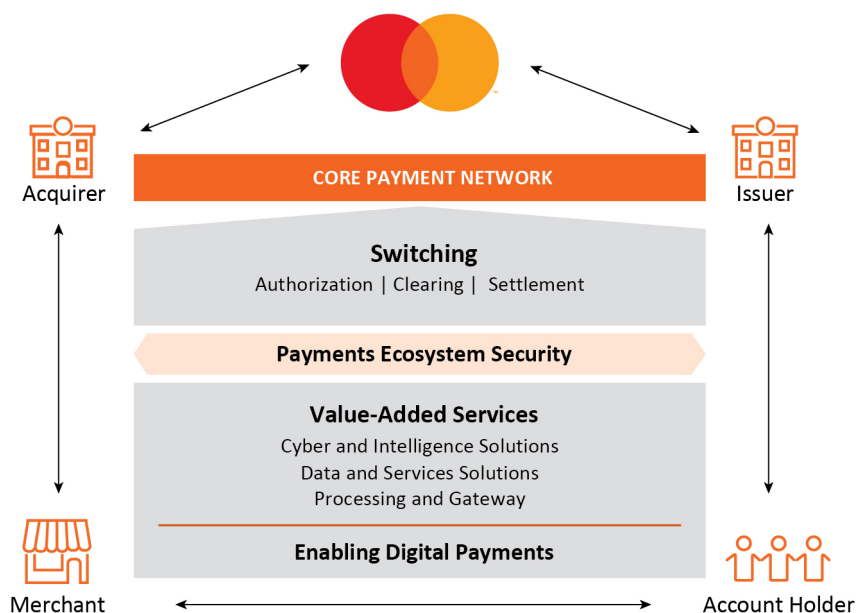 Acquirer
Issuer
CORE PAYMENT NETWORK
Switching
Authorization | Clearing | Settlement
Payments Ecosystem Security
Value-Added Services
Cyber and Intelligence Solutions
Data and Services Solutions
Processing and Gateway
Enabling Digital Payments
Merchant
Account Holder